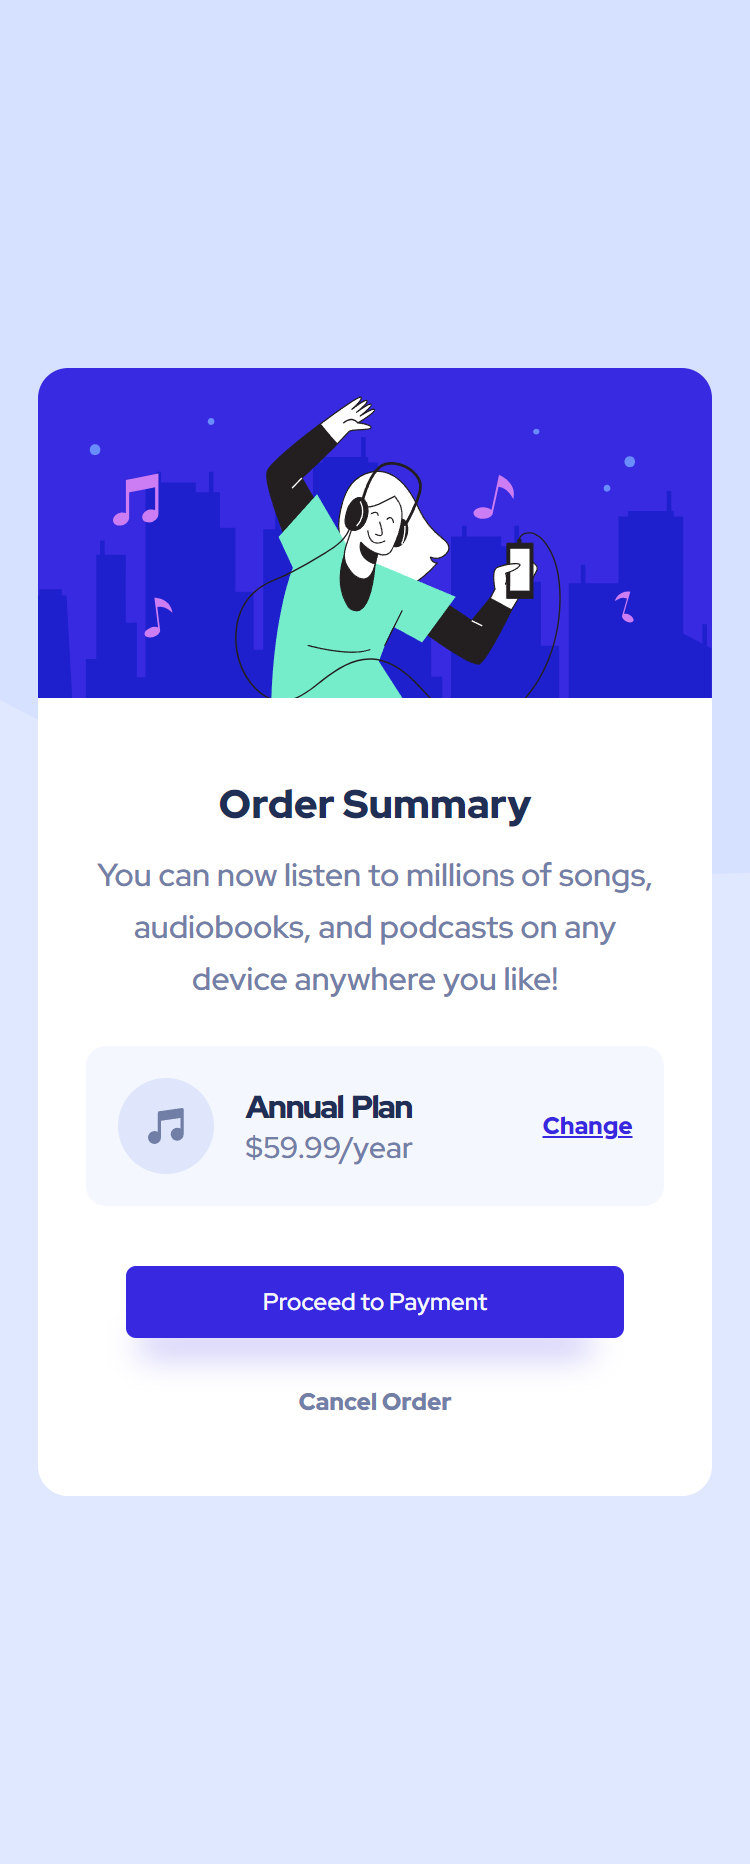 Order Summary
You can now listen to millions of songs,
audiobooks, and podcasts on any
device anywhere you like!
Annual Plan
$59.99/year
Change
Proceed to Payment
Cancel Order